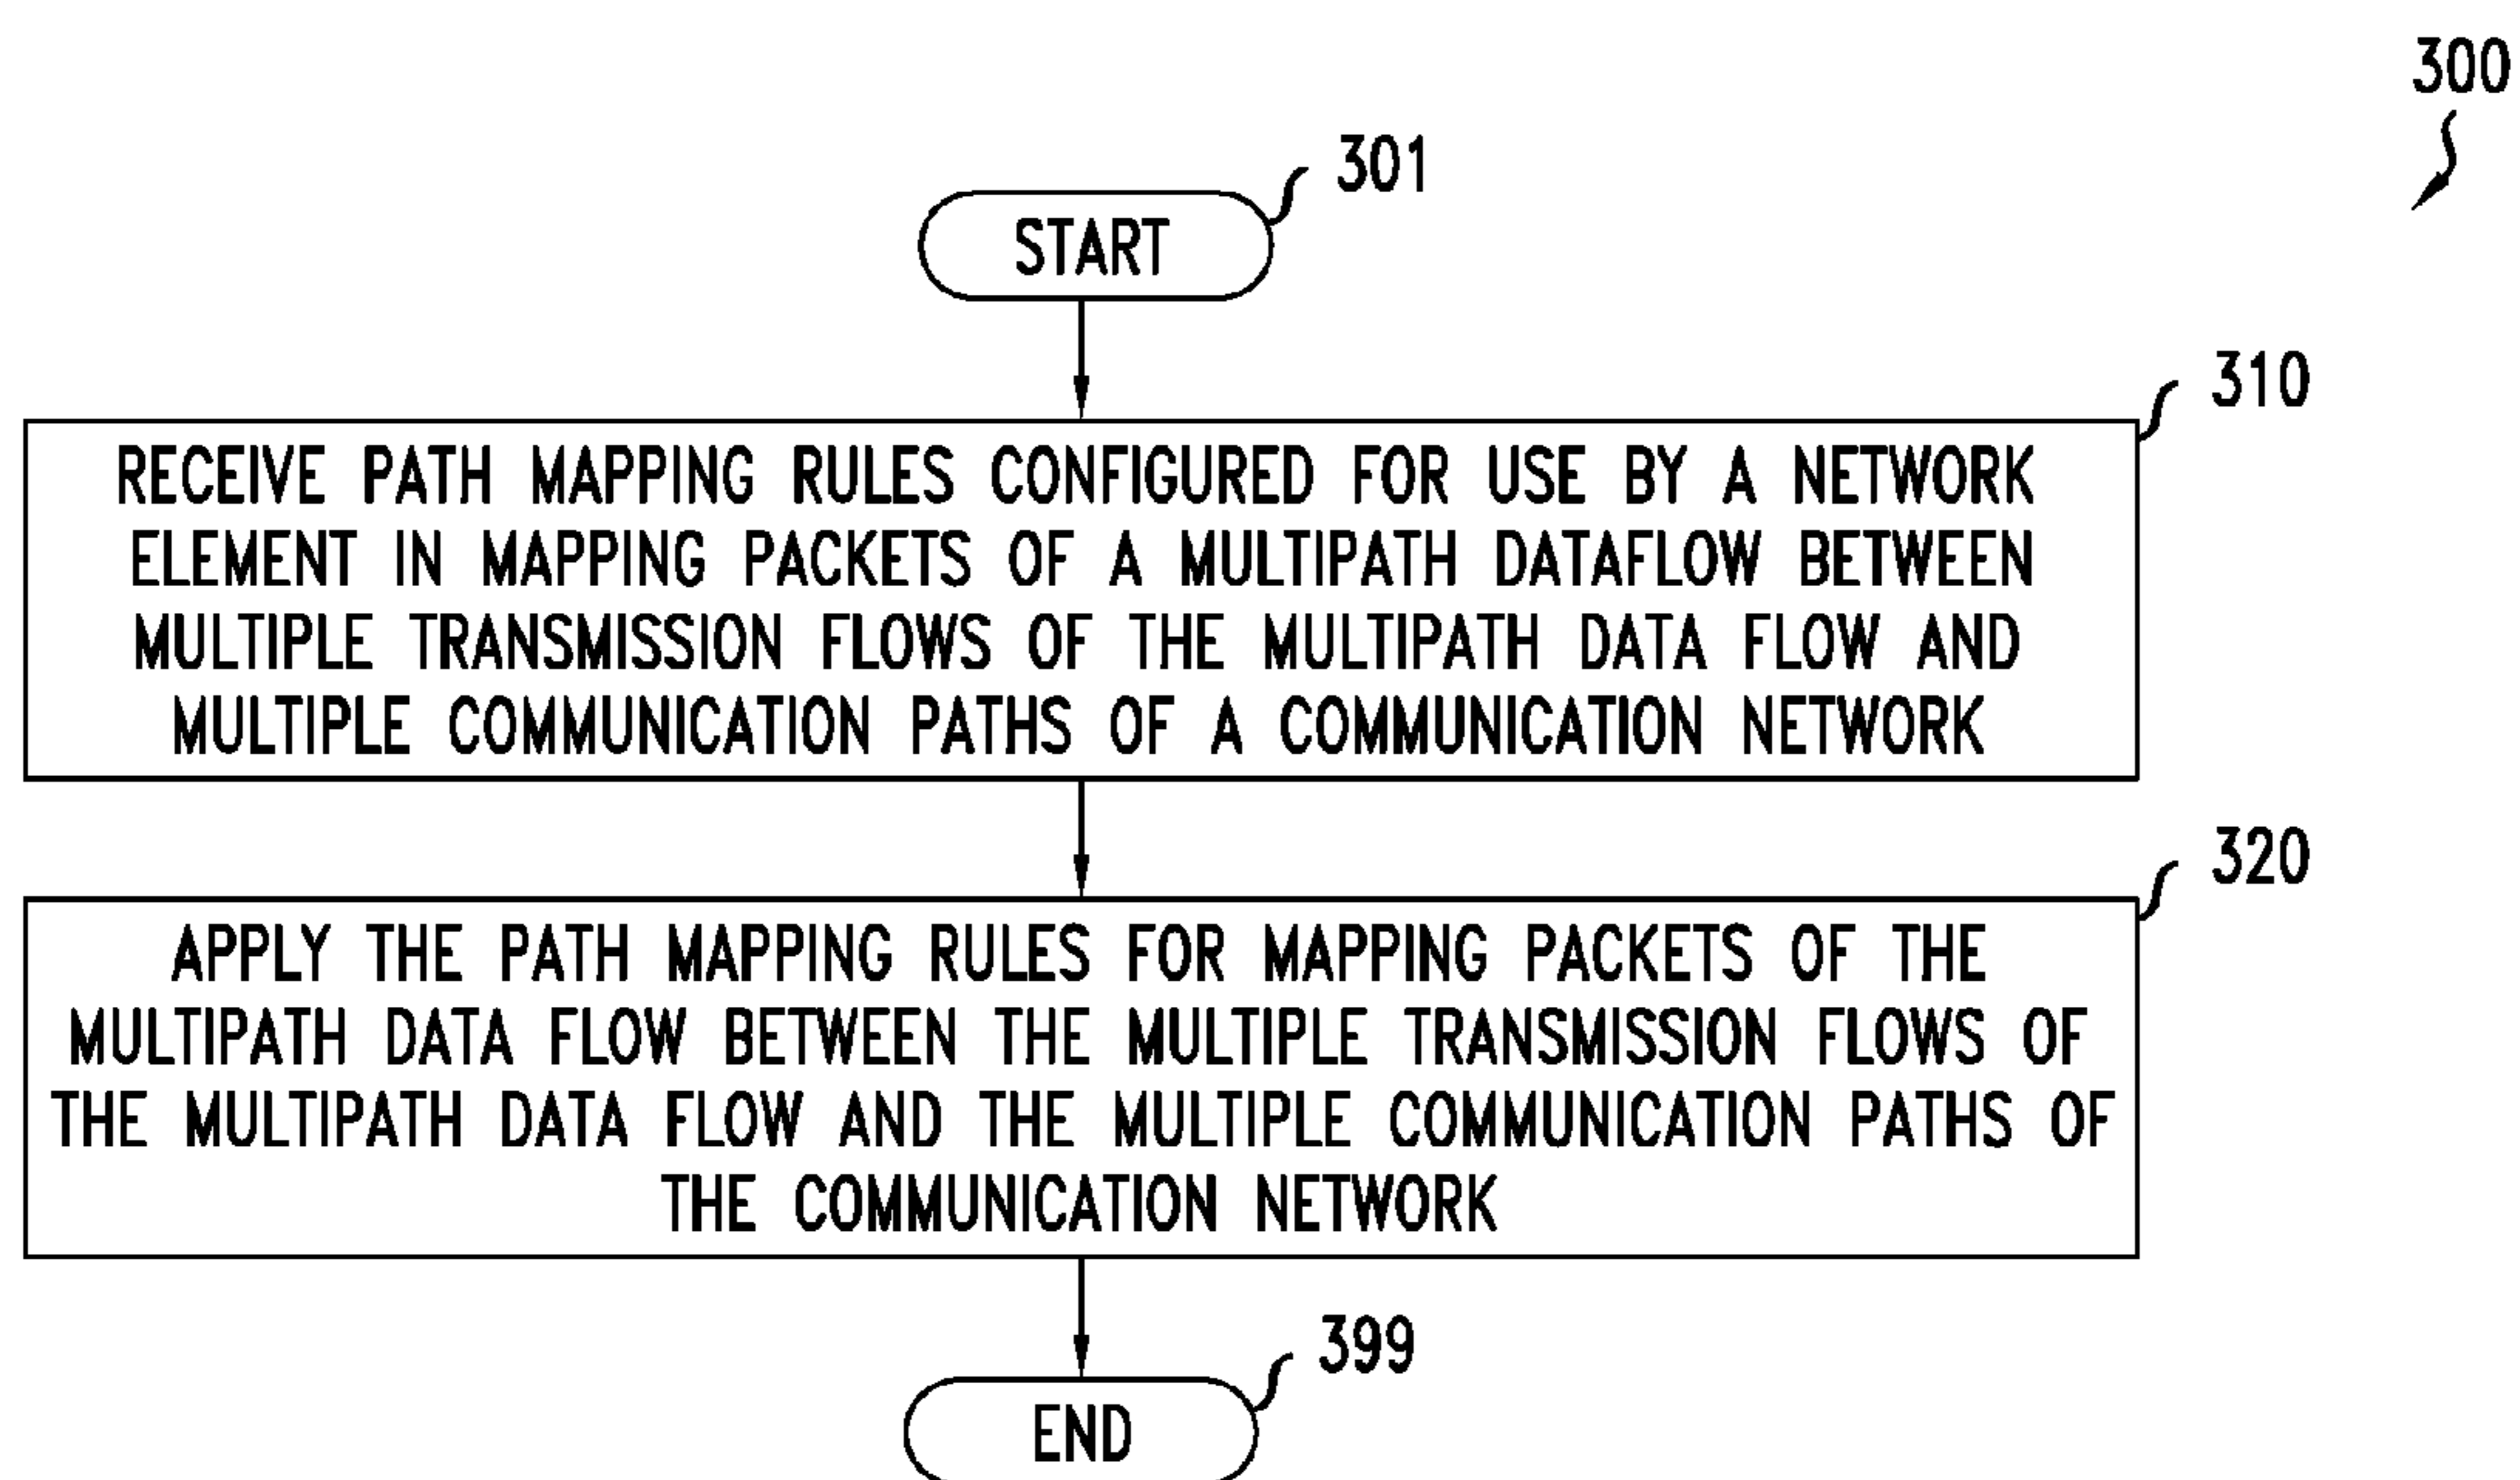 300
301
START
310
RECEIVE PATH MAPPING RULES CONFIGURED FOR USE BY A NETWORK
ELEMENT IN MAPPING PACKETS OF A MULTIPATH DATAFLOW BETWEEN
MULTIPLE TRANSMISSION FLOWS OF THE MULTIPATH DATA FLOW AND
MULTIPLE COMMUNICATION PATHS OF A COMMUNICATION NETWORK
320
APPLY THE PATH MAPPING RULES FOR MAPPING PACKETS OF THE
MULTIPATH DATA FLOW BETWEEN THE MULTIPLE TRANSMISSION FLOWS OF
THE MULTIPATH DATA FLOW AND THE MULTIPLE COMMUNICATION PATHS OF
THE COMMUNICATION NETWORK
399
END